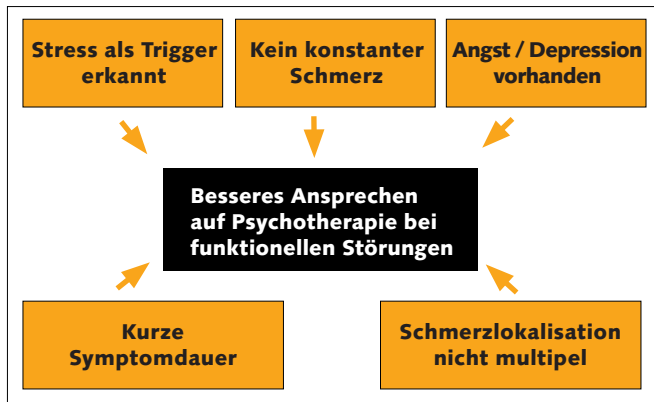 Stress als Trigger
erkannt
Kein konstanter
Schmerz
Angst / Depression
vorhanden
Besseres Ansprechen
auf Psychotherapie bei
funktionellen Störungen
Kurze
Symptomdauer
Schmerzlokalisation
nicht multipel